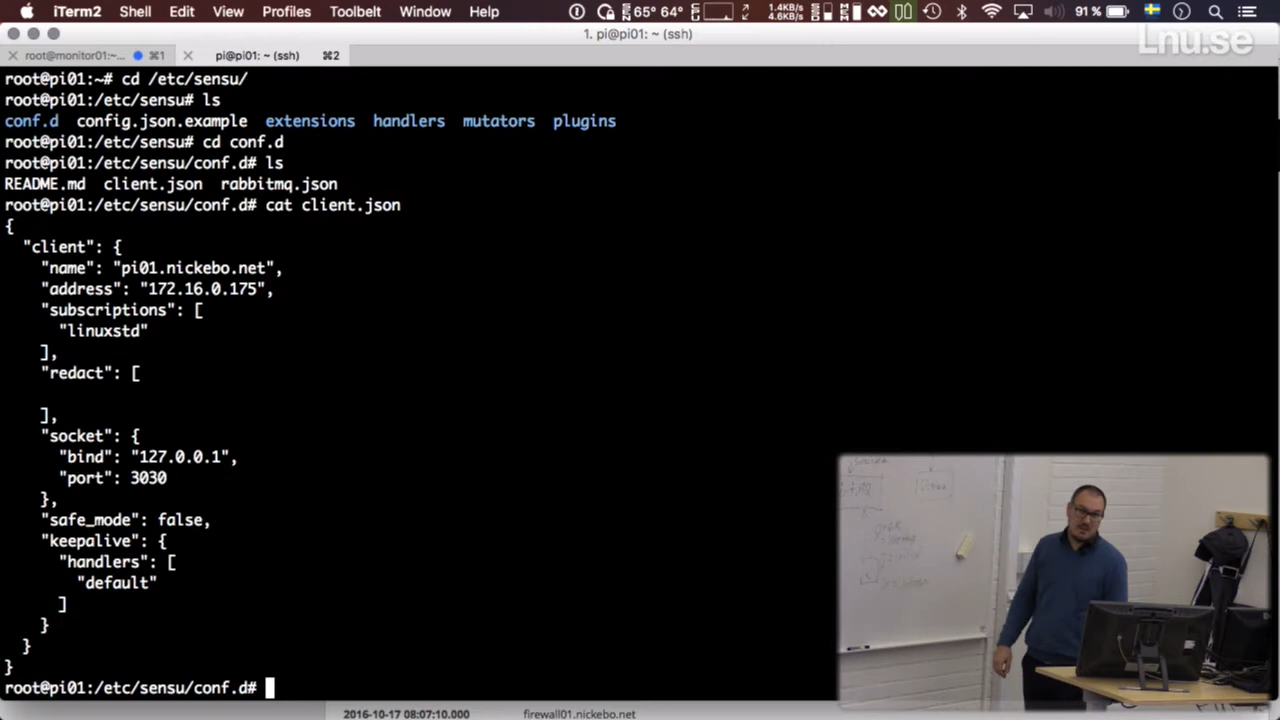 iTerm2 Shell Edit View Profiles Toolbelt Window Help 65° 64° 1.4KB/s 4.6KB/s 91 %
1. pi@pi01: ~ (ssh)
Lnu.se
root@monitor01:~... ⌘1 pi@pi01: ~ (ssh) ⌘2
root@pi01:~# cd /etc/sensu/
root@pi01:/etc/sensu# ls
conf.d config.json.example extensions handlers mutators plugins
root@pi01:/etc/sensu# cd conf.d
root@pi01:/etc/sensu/conf.d# ls
README.md client.json rabbitmq.json
root@pi01:/etc/sensu/conf.d# cat client.json
{
"client": {
"name": "pi01.nickebo.net",
"address": "172.16.0.175",
"subscriptions": [
"linuxstd"
],
"redact": [
],
"socket": {
"bind": "127.0.0.1",
"port": 3030
},
"safe_mode": false,
"keepalive": {
"handlers": [
"default"
]
}
}
}
root@pi01:/etc/sensu/conf.d#
2016-10-17 08:07:10.000 firewall01.nickebo.net